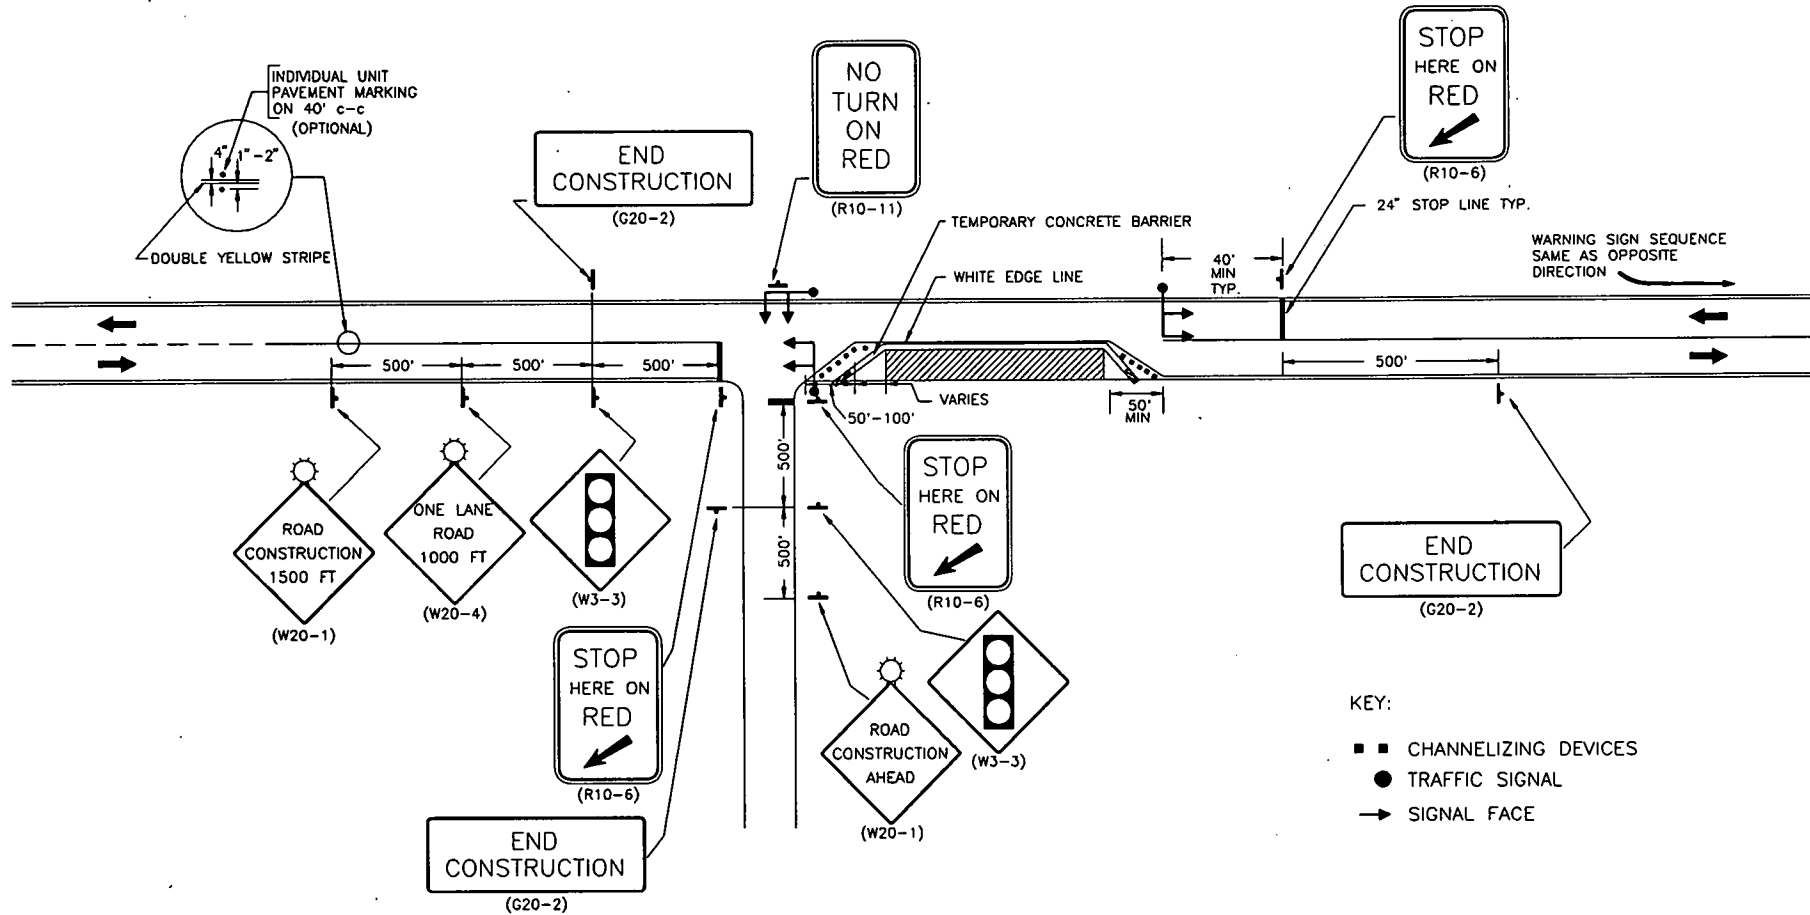 INDIVIDUAL UNIT
PAVEMENT MARKING
ON 40' c-c
(OPTIONAL)
4"
1"-2"
DOUBLE YELLOW STRIPE
END
CONSTRUCTION
(G20-2)
NO
TURN
ON
RED
(R10-11)
TEMPORARY CONCRETE BARRIER
WHITE EDGE LINE
STOP
HERE ON
RED
(R10-6)
24" STOP LINE TYP.
40'
MIN
TYP.
WARNING SIGN SEQUENCE
SAME AS OPPOSITE
DIRECTION
500'
500'
500'
500'
VARIES
50'-100'
50'
MIN
500'
500'
ROAD
CONSTRUCTION
1500 FT
(W20-1)
ONE LANE
ROAD
1000 FT
(W20-4)
(W3-3)
STOP
HERE ON
RED
(R10-6)
STOP
HERE ON
RED
(R10-6)
END
CONSTRUCTION
(G20-2)
ROAD
CONSTRUCTION
AHEAD
(W20-1)
(W3-3)
END
CONSTRUCTION
(G20-2)
KEY:
CHANNELIZING DEVICES
TRAFFIC SIGNAL
SIGNAL FACE